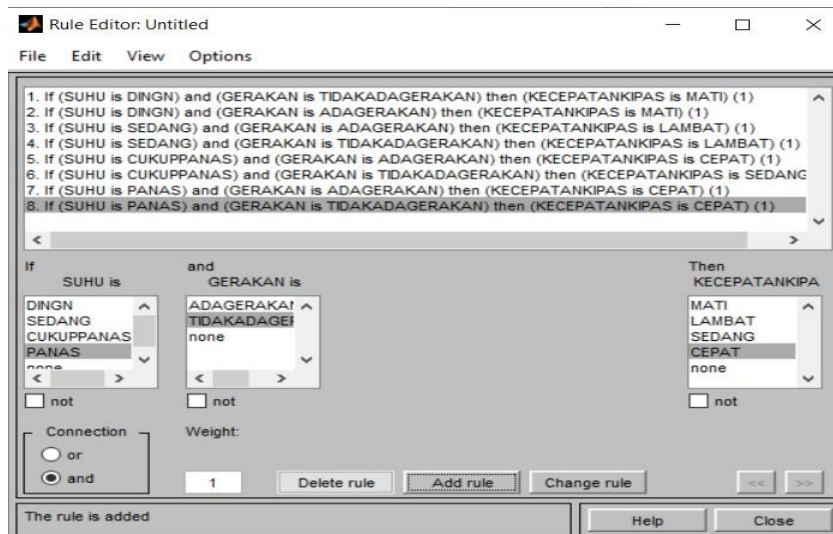 Rule Editor: Untitled
File Edit View Options
1. If (SUHU is DINGN) and (GERAKAN is TIDAKADAGERAKAN) then (KECEPATANKIPAS is MATI) (1)
2. If (SUHU is DINGN) and (GERAKAN is ADAGERAKAN) then (KECEPATANKIPAS is MATI) (1)
3. If (SUHU is SEDANG) and (GERAKAN is ADAGERAKAN) then (KECEPATANKIPAS is LAMBAT) (1)
4. If (SUHU is SEDANG) and (GERAKAN is TIDAKADAGERAKAN) then (KECEPATANKIPAS is LAMBAT) (1)
5. If (SUHU is CUKUPPANAS) and (GERAKAN is ADAGERAKAN) then (KECEPATANKIPAS is CEPAT) (1)
6. If (SUHU is CUKUPPANAS) and (GERAKAN is TIDAKADAGERAKAN) then (KECEPATANKIPAS is SEDANG
7. If (SUHU is PANAS) and (GERAKAN is ADAGERAKAN) then (KECEPATANKIPAS is CEPAT) (1)
8. If (SUHU is PANAS) and (GERAKAN is TIDAKADAGERAKAN) then (KECEPATANKIPAS is CEPAT) (1)
If
SUHU is
DINGN
SEDANG
CUKUPPANAS
PANAS
none
not
and
GERAKAN is
ADAGERAKAN
TIDAKADAGER
none
not
Then
KECEPATANKIPA
MATI
LAMBAT
SEDANG
CEPAT
none
not
Connection
or
and
Weight:
1
Delete rule
Add rule
Change rule
<< >>
The rule is added
Help
Close